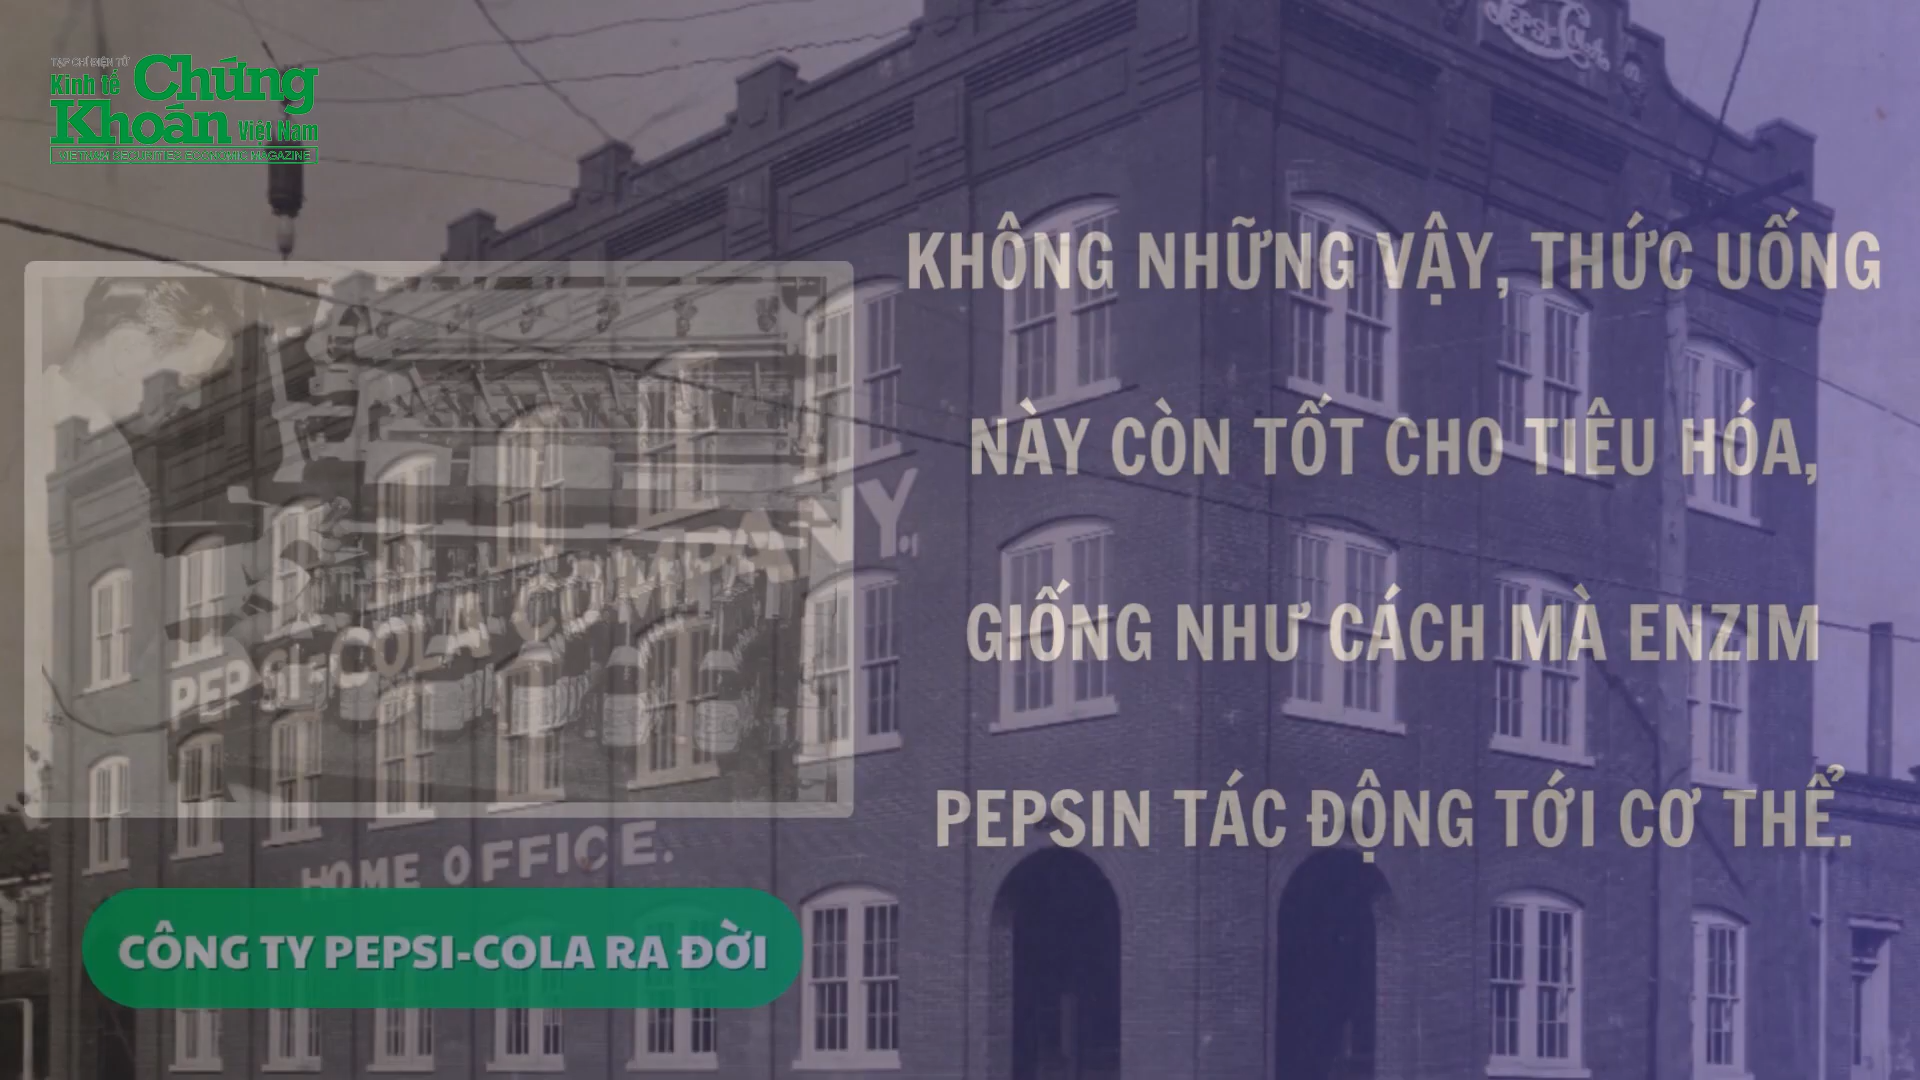 TẠP CHÍ ĐIỆN TỬ
Kinh tế Chứng
Khoán Việt Nam
VIETNAM SECURITIES ECONOMIC MAGAZINE
PEPSI-COLA
KHÔNG NHỮNG VẬY, THỨC UỐNG
NÀY CÒN TỐT CHO TIÊU HÓA,
GIỐNG NHƯ CÁCH MÀ ENZIM
PEPSIN TÁC ĐỘNG TỚI CƠ THỂ.
PEPSI-COLA COMPANY.
HOME OFFICE.
CÔNG TY PEPSI-COLA RA ĐỜI